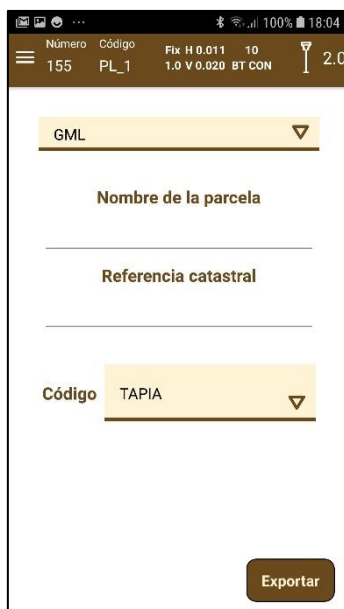 ... 100% 18:04
Número Código Fix H 0.011 10
155 PL_1 1.0 V 0.020 BT CON 2.0
GML
Nombre de la parcela
Referencia catastral
Código TAPIA
Exportar